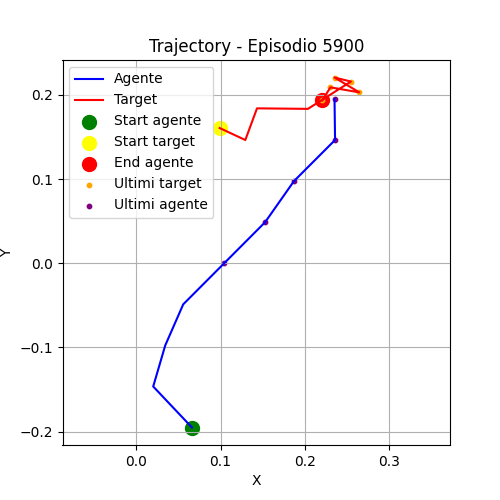 Trajectory - Episodio 5900
Agente
Target
Start agente
Start target
End agente
Ultimi target
Ultimi agente
0.2
0.1
0.0
−0.1
−0.2
Y
0.0
0.1
0.2
0.3
X